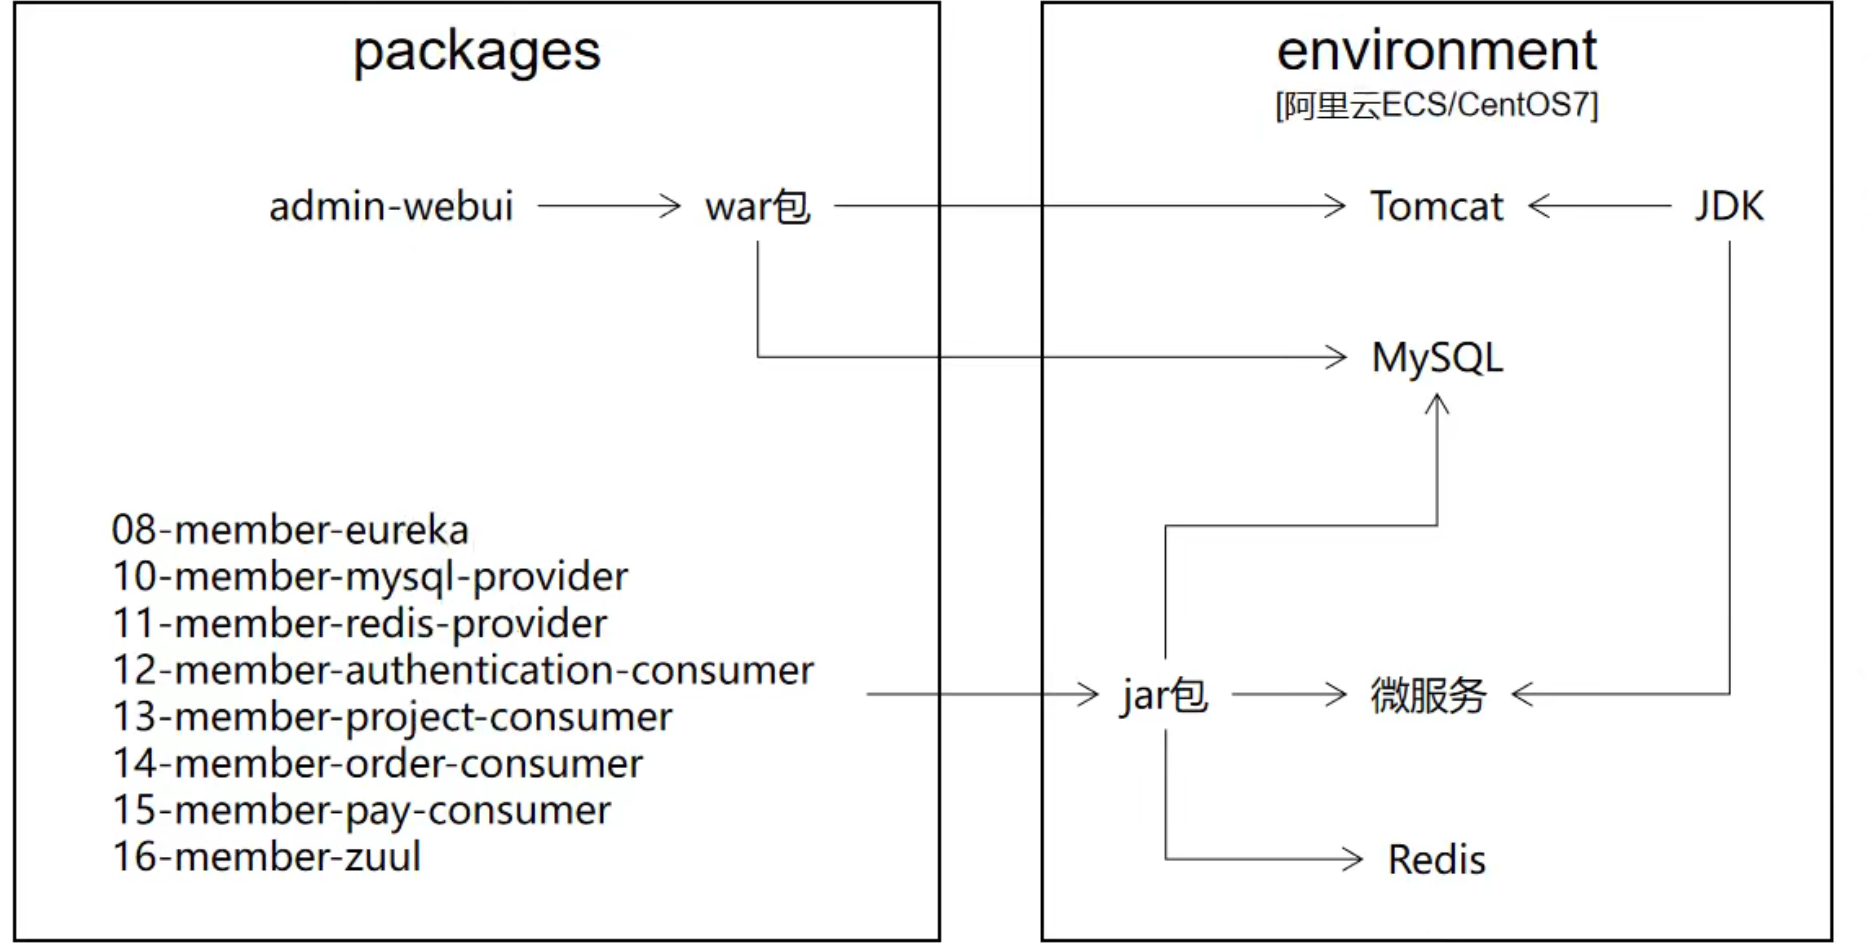 packages
admin-webui
war包
08-member-eureka
10-member-mysql-provider
11-member-redis-provider
12-member-authentication-consumer
13-member-project-consumer
14-member-order-consumer
15-member-pay-consumer
16-member-zuul
environment
[阿里云ECS/CentOS7]
Tomcat
JDK
MySQL
jar包
微服务
Redis